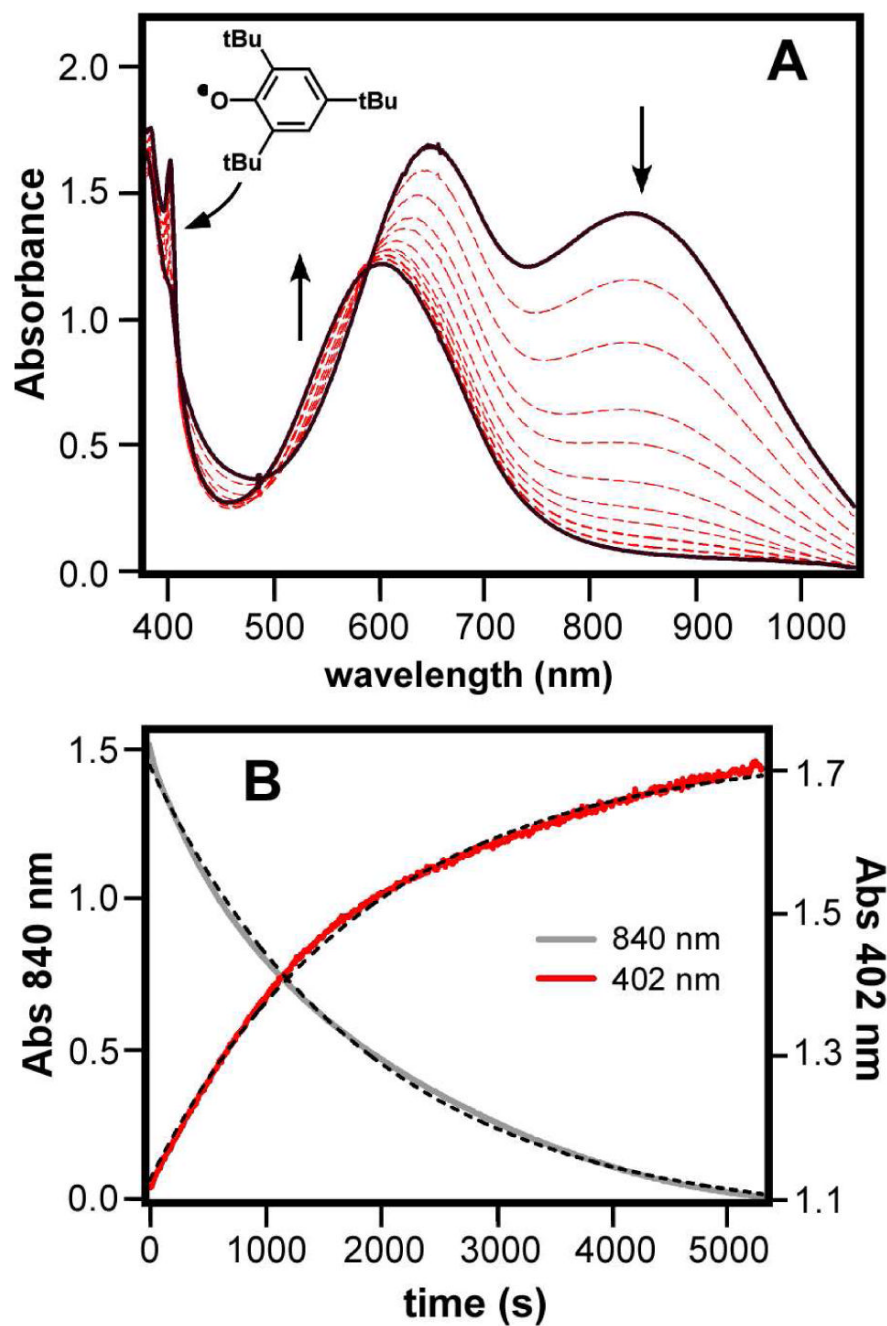 A
tBu
tBu
•O
tBu
Absorbance
2.0
1.5
1.0
0.5
0.0
400 500 600 700 800 900 1000
wavelength (nm)
B
Abs 840 nm
1.5
1.0
0.5
0.0
840 nm
402 nm
Abs 402 nm
1.7
1.5
1.3
1.1
0 1000 2000 3000 4000 5000
time (s)